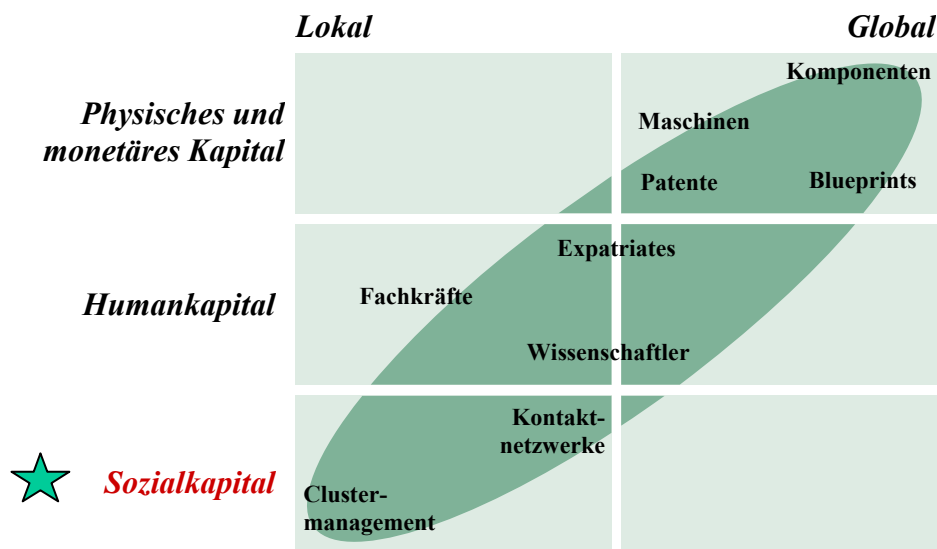 Lokal
Global
Physisches und
monetäres Kapital
Komponenten
Maschinen
Patente
Blueprints
Humankapital
Expatriates
Fachkräfte
Wissenschaftler
Sozialkapital
Kontakt-
netzwerke
Cluster-
management